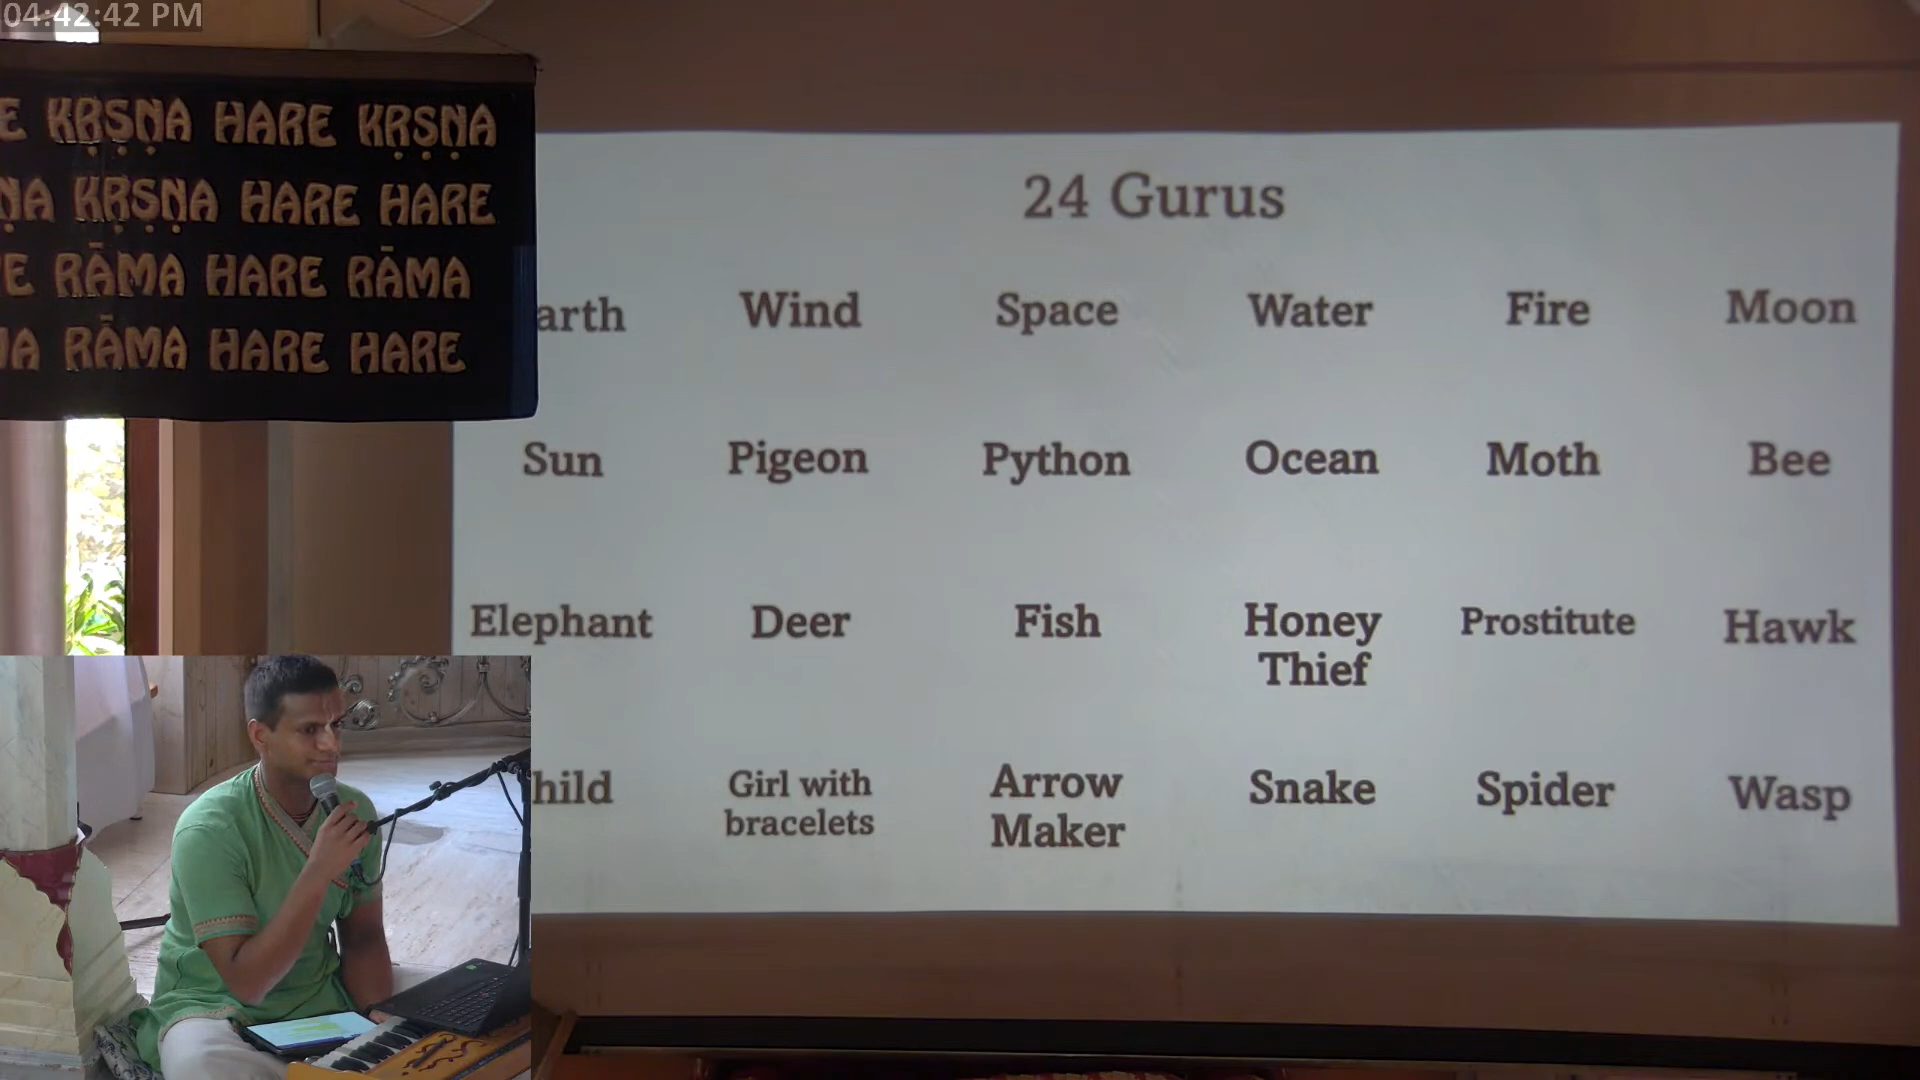 04:42:42 PM
E KṚṢṆA HARE KṚṢṆA
ṆA KṚṢṆA HARE HARE
E RĀMA HARE RĀMA
A RĀMA HARE HARE
24 Gurus
arth Wind Space Water Fire Moon
Sun Pigeon Python Ocean Moth Bee
Elephant Deer Fish Honey Thief Prostitute Hawk
hild Girl with bracelets Arrow Maker Snake Spider Wasp